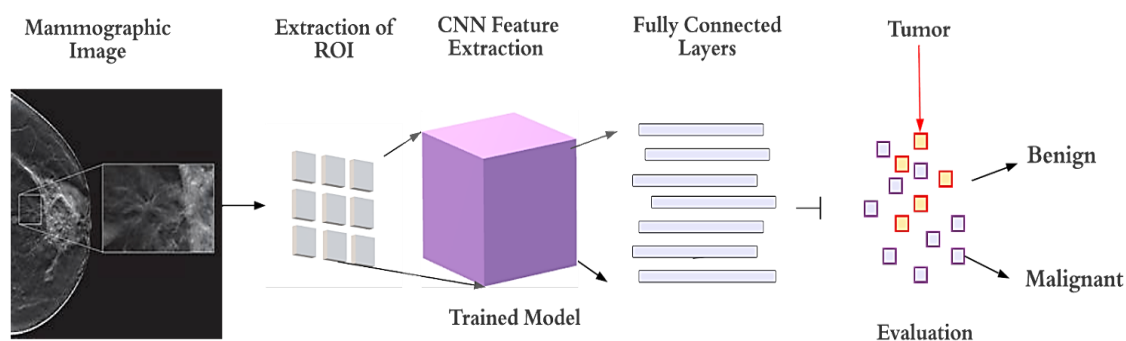 Mammographic
Image
Extraction of
ROI
CNN Feature
Extraction
Fully Connected
Layers
Tumor
Benign
Malignant
Trained Model
Evaluation